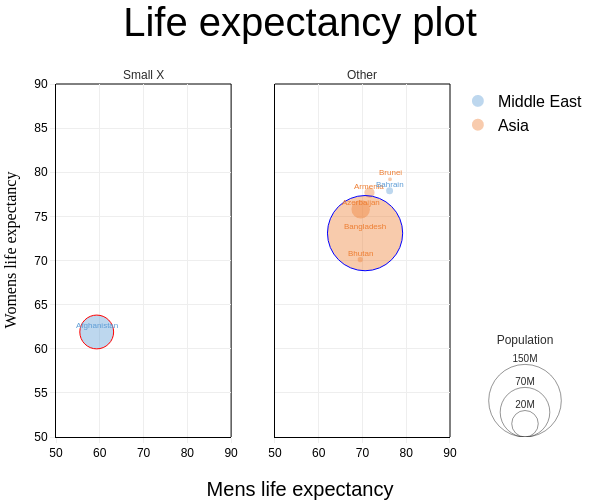 Life expectancy plot
Small X
Other
90
85
80
75
70
65
60
55
50
Womens life expectancy
50
60
70
80
90
50
60
70
80
90
Mens life expectancy
Afghanistan
Brunei
Armenia
Bahrain
Azerbaijan
Bangladesh
Bhutan
Middle East
Asia
Population
150M
70M
20M